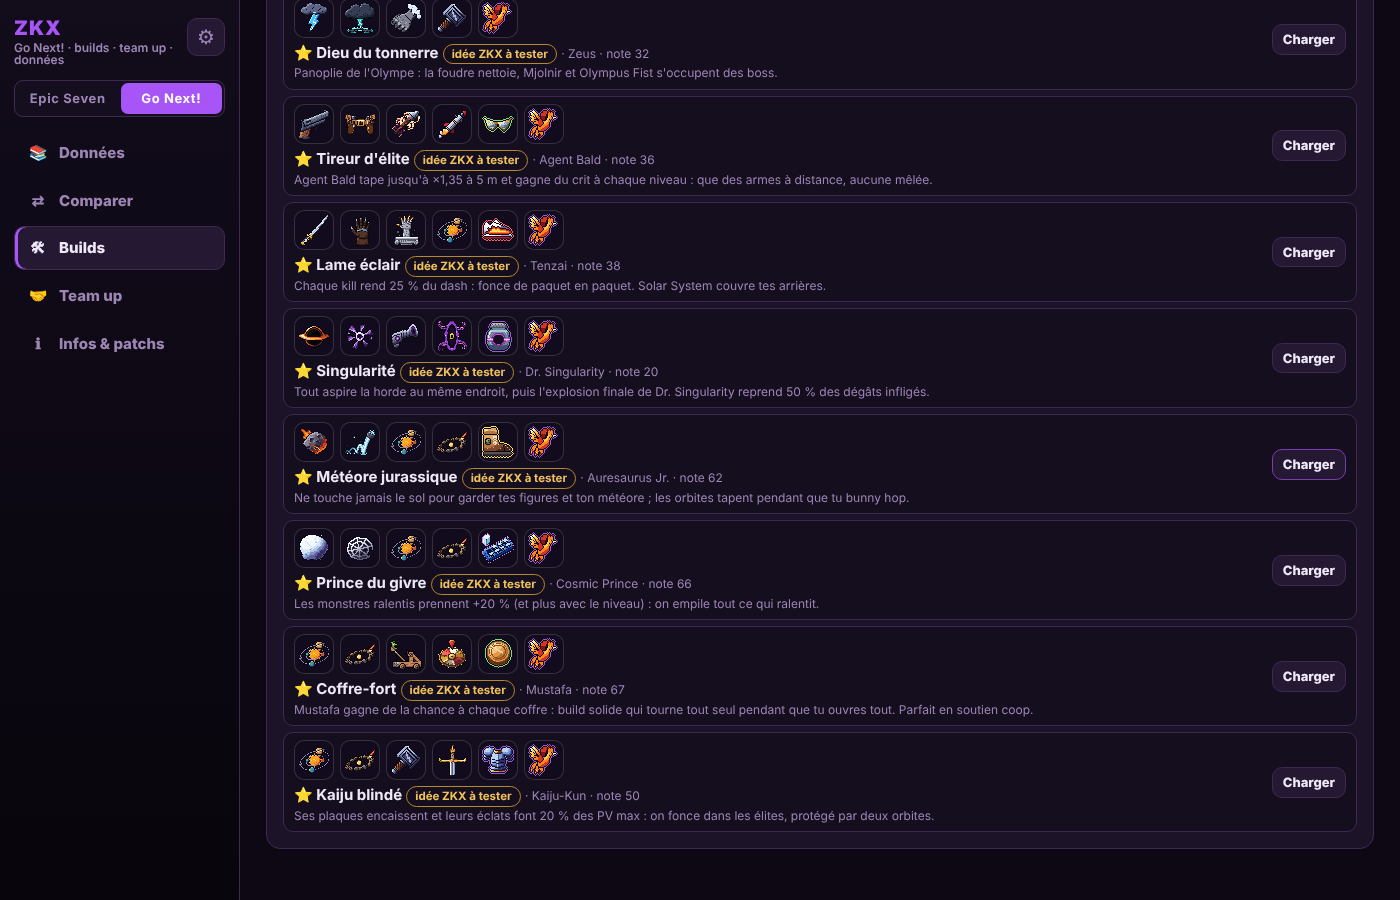 ZKX
Go Next! · builds · team up ·
données
Epic Seven
Go Next!
Données
Comparer
Builds
Team up
Infos & patchs
Dieu du tonnerre idée ZKX à tester · Zeus · note 32
Panoplie de l'Olympe : la foudre nettoie, Mjolnir et Olympus Fist s'occupent des boss.
Charger
Tireur d'élite idée ZKX à tester · Agent Bald · note 36
Agent Bald tape jusqu'à ×1,35 à 5 m et gagne du crit à chaque niveau : que des armes à distance, aucune mêlée.
Charger
Lame éclair idée ZKX à tester · Tenzai · note 38
Chaque kill rend 25 % du dash : fonce de paquet en paquet. Solar System couvre tes arrières.
Charger
Singularité idée ZKX à tester · Dr. Singularity · note 20
Tout aspire la horde au même endroit, puis l'explosion finale de Dr. Singularity reprend 50 % des dégâts infligés.
Charger
Météore jurassique idée ZKX à tester · Auresaurus Jr. · note 62
Ne touche jamais le sol pour garder tes figures et ton météore ; les orbites tapent pendant que tu bunny hop.
Charger
Prince du givre idée ZKX à tester · Cosmic Prince · note 66
Les monstres ralentis prennent +20 % (et plus avec le niveau) : on empile tout ce qui ralentit.
Charger
Coffre-fort idée ZKX à tester · Mustafa · note 67
Mustafa gagne de la chance à chaque coffre : build solide qui tourne tout seul pendant que tu ouvres tout. Parfait en soutien coop.
Charger
Kaiju blindé idée ZKX à tester · Kaiju-Kun · note 50
Ses plaques encaissent et leurs éclats font 20 % des PV max : on fonce dans les élites, protégé par deux orbites.
Charger